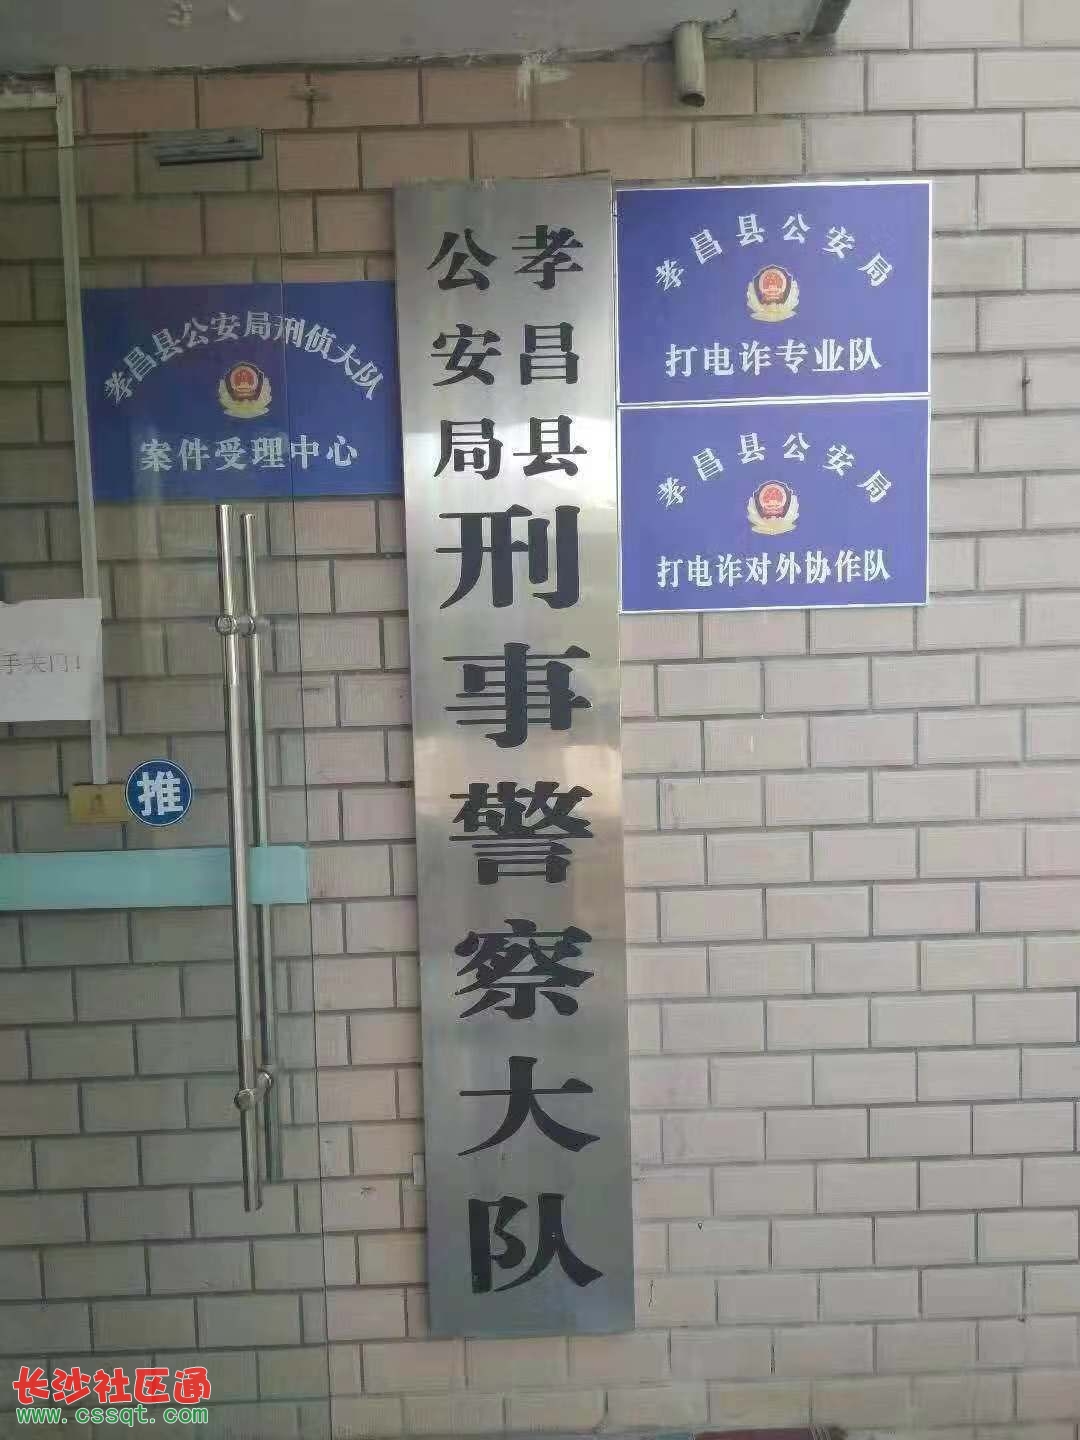 孝昌县
公安局
刑事警察大队
孝昌县公安局
打电诈专业队
孝昌县公安局
打电诈对外协作队
孝昌县公安局刑侦大队
案件受理中心
手关门!
推
长沙社区通
www.cssqt.com